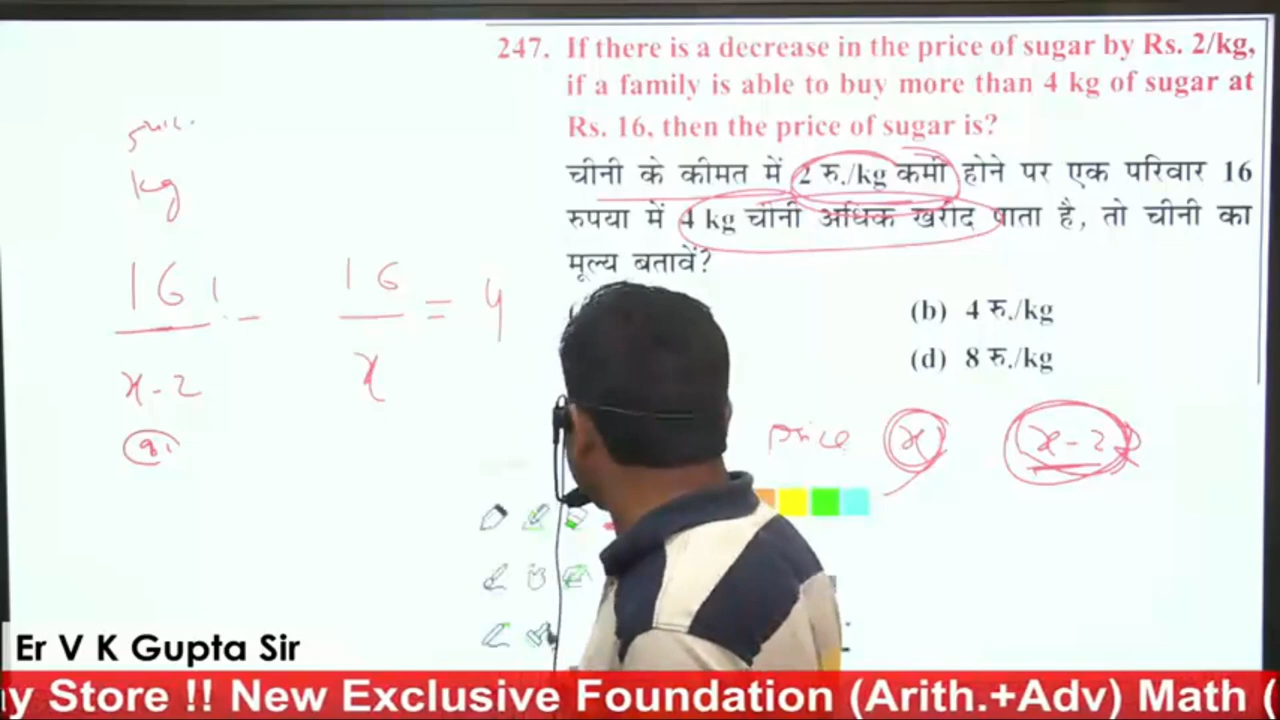 247. If there is a decrease in the price of sugar by Rs. 2/kg,
if a family is able to buy more than 4 kg of sugar at
Rs. 16, then the price of sugar is?
चीनी के कीमत में 2 रु./kg कमी होने पर एक परिवार 16
रुपया में 4 kg चीनी अधिक खरीद पाता है, तो चीनी का
मूल्य बतावें?
(b) 4 रु./kg
(d) 8 रु./kg
kg
16 - 16 = 4
x-2 x
price x x-2
Er V K Gupta Sir
y Store !! New Exclusive Foundation (Arith.+Adv) Math (